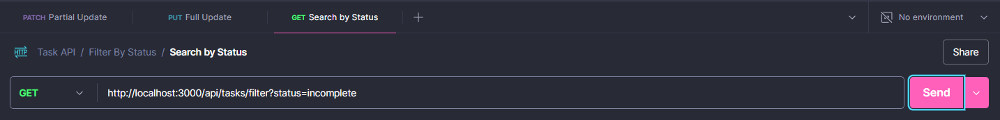 PATCH Partial Update PUT Full Update GET Search by Status No environment
HTTP Task API / Filter By Status / Search by Status Share
GET http://localhost:3000/api/tasks/filter?status=incomplete Send